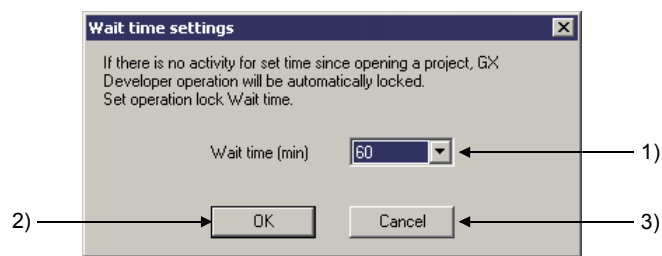 Wait time settings
If there is no activity for set time since opening a project, GX
Developer operation will be automatically locked.
Set operation lock Wait time.
Wait time (min) 60 1)
2) OK Cancel 3)